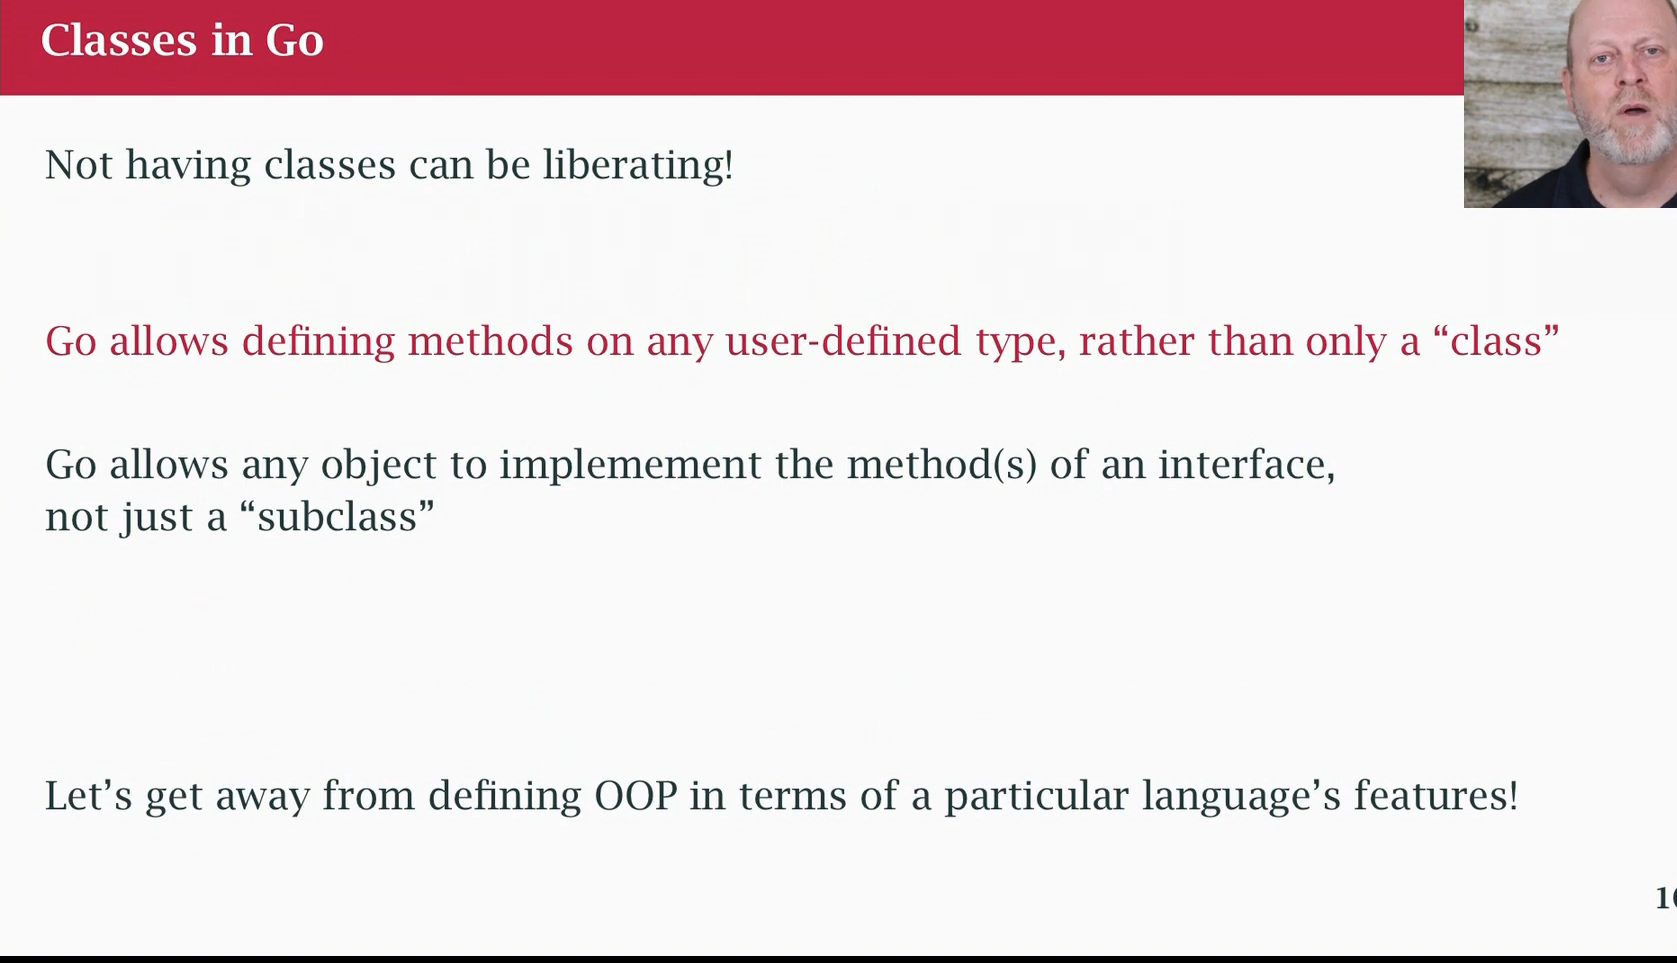 Classes in Go
Not having classes can be liberating!
Go allows defining methods on any user-defined type, rather than only a “class”
Go allows any object to implemement the method(s) of an interface,
not just a “subclass”
Let’s get away from defining OOP in terms of a particular language’s features!